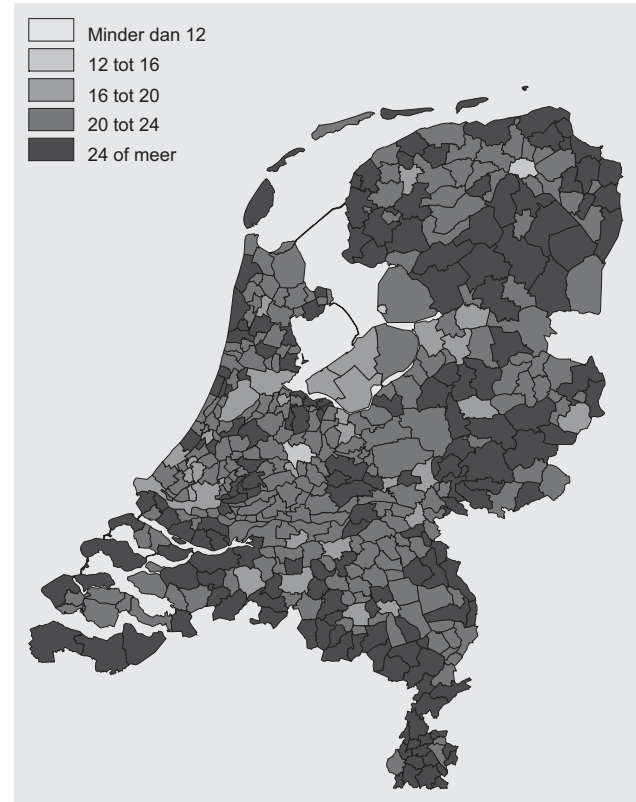 Minder dan 12
12 tot 16
16 tot 20
20 tot 24
24 of meer